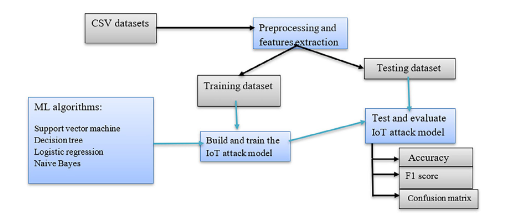 CSV datasets
Preprocessing and
features extraction
Testing dataset
Training dataset
ML algorithms:
Support vector machine
Decision tree
Logistic regression
Naive Bayes
Build and train the
IoT attack model
Test and evaluate
IoT attack model
Accuracy
F1 score
Confusion matrix